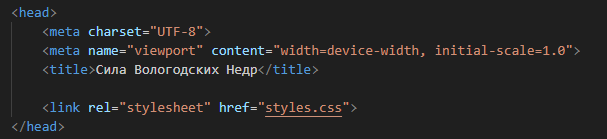 <head>
<meta charset="UTF-8">
<meta name="viewport" content="width=device-width, initial-scale=1.0">
<title>Сила Вологодских Недр</title>
<link rel="stylesheet" href="styles.css">
</head>